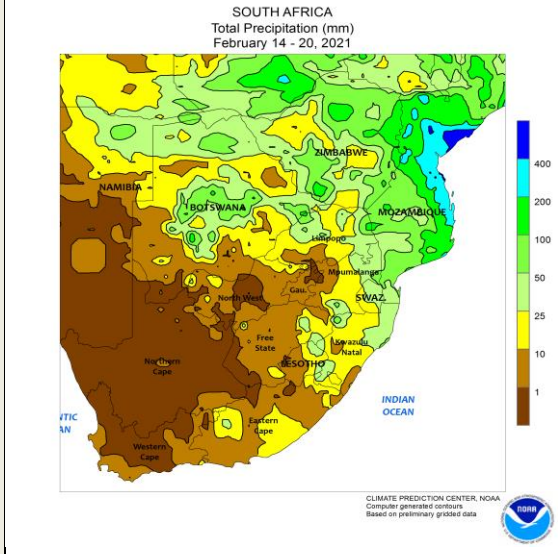 SOUTH AFRICA
Total Precipitation (mm)
February 14 - 20, 2021
ZIMBABWE
NAMIBIA
BOTSWANA
MOZAMBIQUE
Limpopo
Mpumalanga
North West
Gau.
SWAZ.
Free
State
Kwazulu
Natal
LESOTHO
Northern
Cape
Eastern
Cape
Western
Cape
NTIC
AN
INDIAN
OCEAN
400
200
100
50
25
10
1
CLIMATE PREDICTION CENTER, NOAA
Computer generated contours
Based on preliminary gridded data
NOAA